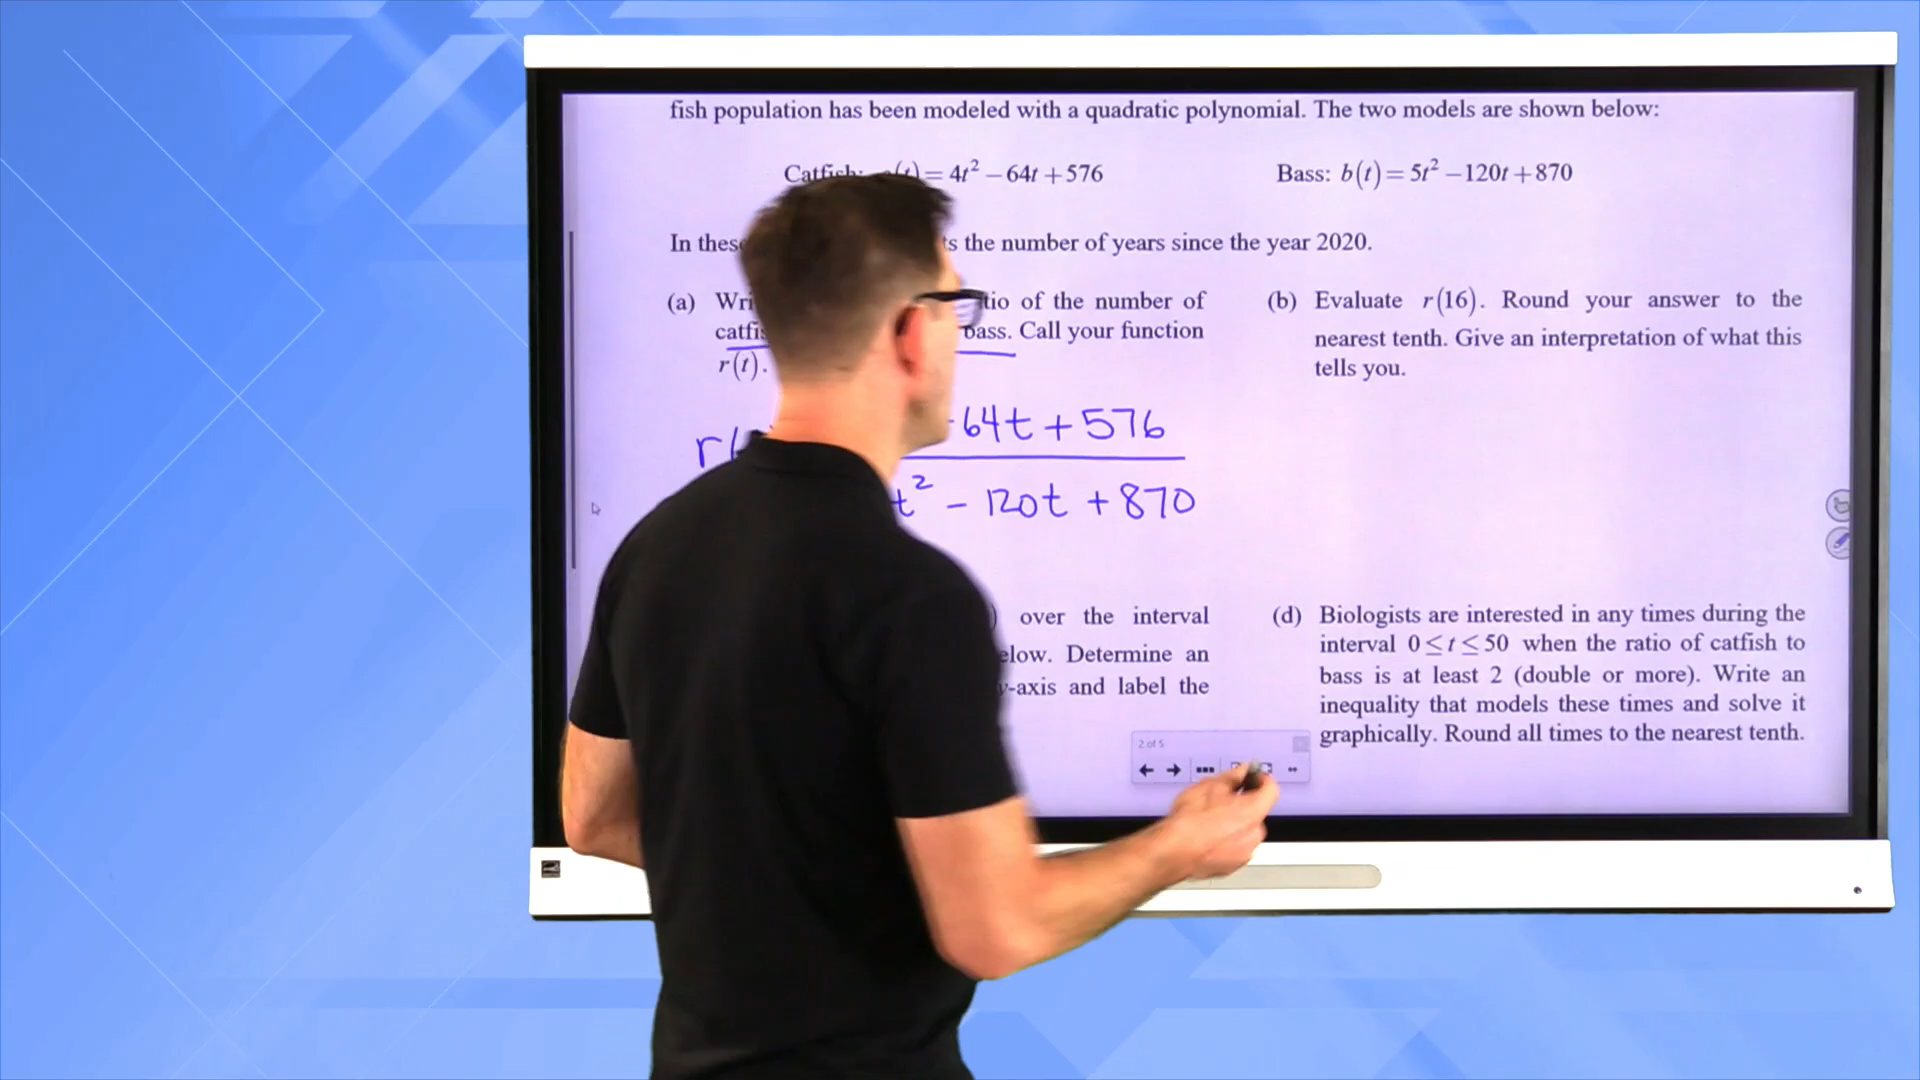 fish population has been modeled with a quadratic polynomial. The two models are shown below:
Catfish: (t) = 4t² – 64t + 576
Bass: b(t) = 5t² – 120t + 870
In these s the number of years since the year 2020.
(a) Wri tio of the number of
catfis bass. Call your function
r(t).
r( 64t + 576
t² – 120t + 870
(b) Evaluate r(16). Round your answer to the
nearest tenth. Give an interpretation of what this
tells you.
) over the interval
elow. Determine an
y-axis and label the
(d) Biologists are interested in any times during the
interval 0 ≤ t ≤ 50 when the ratio of catfish to
bass is at least 2 (double or more). Write an
inequality that models these times and solve it
graphically. Round all times to the nearest tenth.
2 of 5